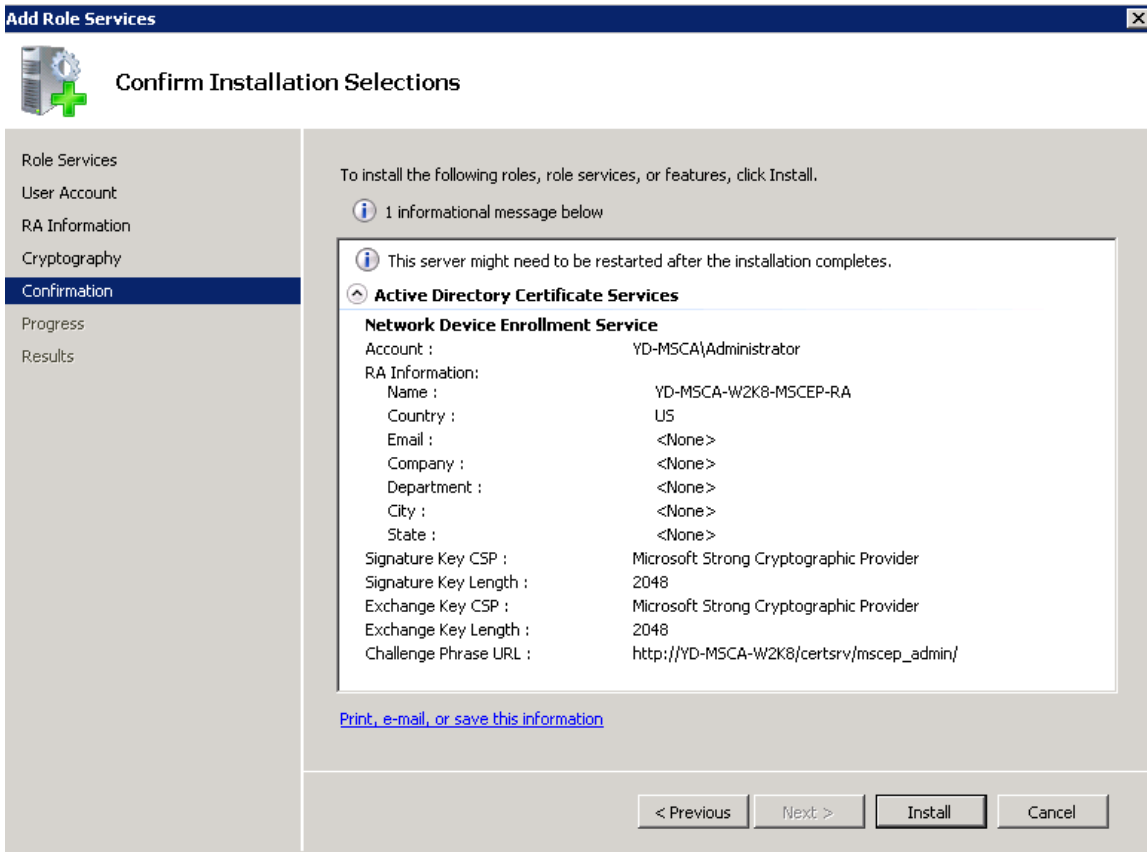 Add Role Services
Confirm Installation Selections
Role Services
User Account
RA Information
Cryptography
Confirmation
Progress
Results
To install the following roles, role services, or features, click Install.
1 informational message below
This server might need to be restarted after the installation completes.
Active Directory Certificate Services
Network Device Enrollment Service
Account : YD-MSCA\Administrator
RA Information:
Name : YD-MSCA-W2K8-MSCEP-RA
Country : US
Email : <None>
Company : <None>
Department : <None>
City : <None>
State : <None>
Signature Key CSP : Microsoft Strong Cryptographic Provider
Signature Key Length : 2048
Exchange Key CSP : Microsoft Strong Cryptographic Provider
Exchange Key Length : 2048
Challenge Phrase URL : http://YD-MSCA-W2K8/certsrv/mscep_admin/
Print, e-mail, or save this information
< Previous Next > Install Cancel